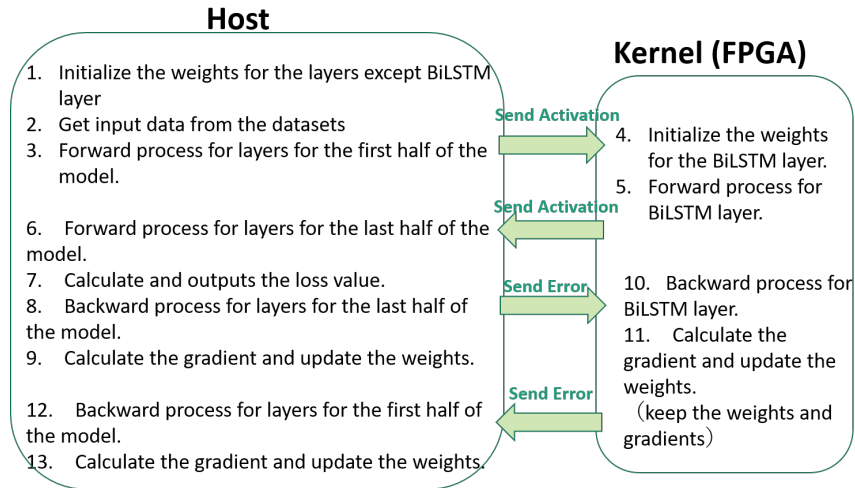 Host
1. Initialize the weights for the layers except BiLSTM
layer
2. Get input data from the datasets
3. Forward process for layers for the first half of the
model.
6. Forward process for layers for the last half of the
model.
7. Calculate and outputs the loss value.
8. Backward process for layers for the last half of
the model.
9. Calculate the gradient and update the weights.
12. Backward process for layers for the first half of
the model.
13. Calculate the gradient and update the weights.
Send Activation
Send Activation
Send Error
Send Error
Kernel (FPGA)
4. Initialize the weights
for the BiLSTM layer.
5. Forward process for
BiLSTM layer.
10. Backward process for
BiLSTM layer.
11. Calculate the
gradient and update the
weights.
（keep the weights and
gradients）